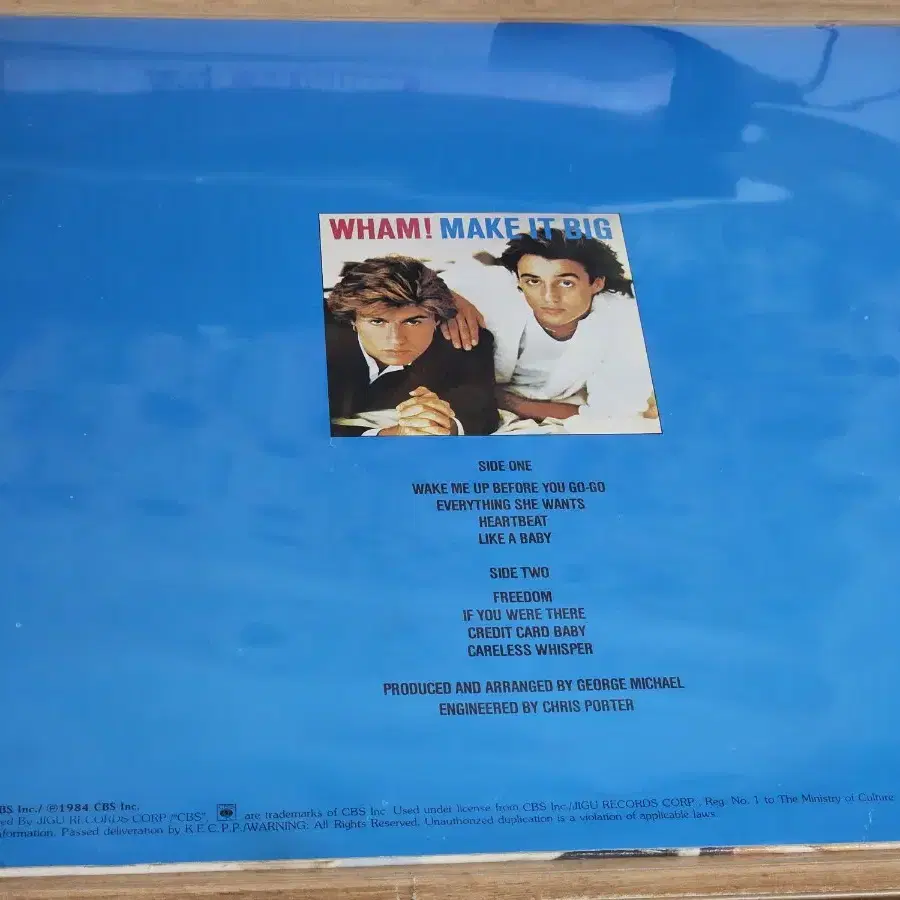 WHAM! MAKE IT BIG
SIDE ONE
WAKE ME UP BEFORE YOU GO-GO
EVERYTHING SHE WANTS
HEARTBEAT
LIKE A BABY
SIDE TWO
FREEDOM
IF YOU WERE THERE
CREDIT CARD BABY
CARELESS WHISPER
PRODUCED AND ARRANGED BY GEORGE MICHAEL
ENGINEERED BY CHRIS PORTER
Inc./ ℗1984 CBS Inc.
By JIGU RECORDS CORP /"CBS", are trademarks of CBS Inc Used under license from CBS Inc./JIGU RECORDS CORP , Reg. No. 1 to The Ministry of Culture
Passed deliveration by K.E.C.P.P./WARNING: All Rights Reserved. Unauthorized duplication is a violation of applicable laws.